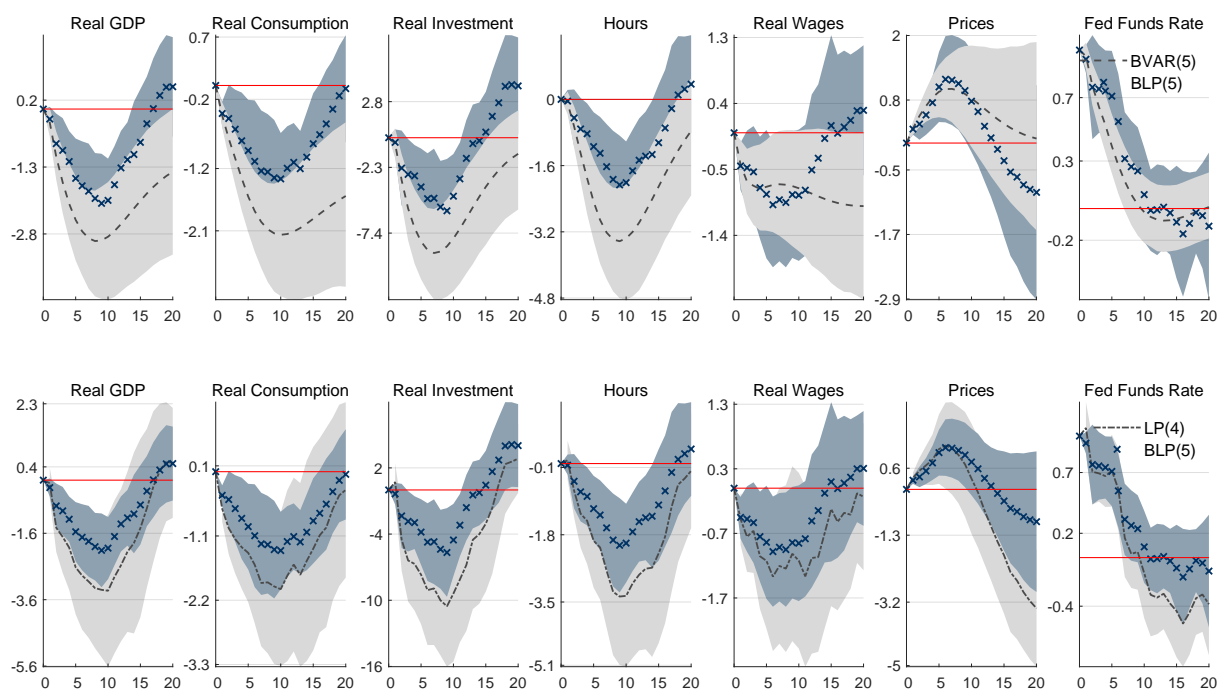 Real GDP Real Consumption Real Investment Hours Real Wages Prices Fed Funds Rate
0.2 -1.3 -2.8
0.7 -0.2 -1.2 -2.1
2.8 -2.3 -7.4
0 -1.6 -3.2 -4.8
1.3 0.4 -0.5 -1.4
2 0.8 -0.5 -1.7 -2.9
0.7 0.3 -0.2
BVAR(5)
BLP(5)
0 5 10 15 20 0 5 10 15 20 0 5 10 15 20 0 5 10 15 20 0 5 10 15 20 0 5 10 15 20 0 5 10 15 20
Real GDP Real Consumption Real Investment Hours Real Wages Prices Fed Funds Rate
2.3 0.4 -1.6 -3.6 -5.6
0.1 -1.1 -2.2 -3.3
2 -4 -10 -16
-0.1 -1.8 -3.5 -5.1
1.3 0.3 -0.7 -1.7
0.6 -1.3 -3.2 -5
0.7 0.2 -0.4
LP(4)
BLP(5)
0 5 10 15 20 0 5 10 15 20 0 5 10 15 20 0 5 10 15 20 0 5 10 15 20 0 5 10 15 20 0 5 10 15 20